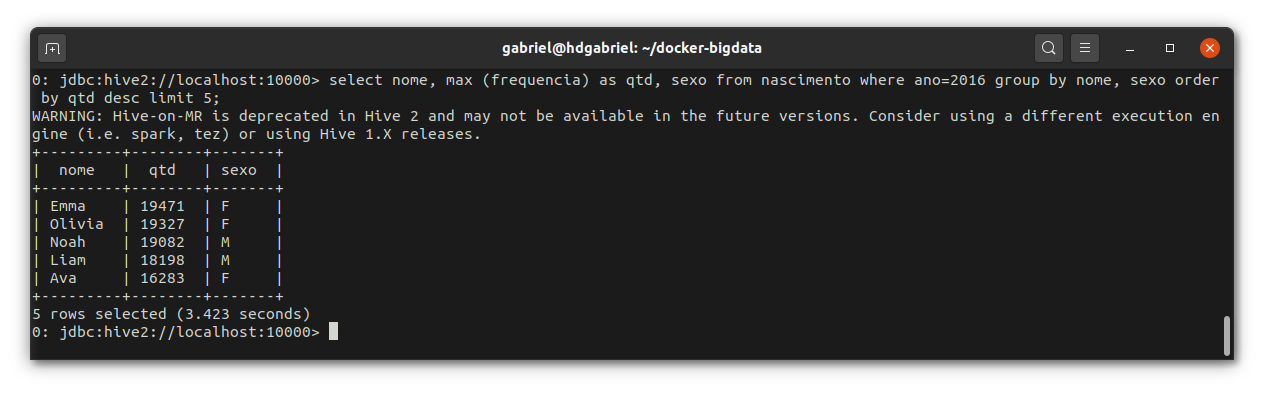 gabriel@hdgabriel: ~/docker-bigdata
0: jdbc:hive2://localhost:10000> select nome, max (frequencia) as qtd, sexo from nascimento where ano=2016 group by nome, sexo order
 by qtd desc limit 5;
WARNING: Hive-on-MR is deprecated in Hive 2 and may not be available in the future versions. Consider using a different execution en
gine (i.e. spark, tez) or using Hive 1.X releases.
+---------+--------+-------+
|  nome   |  qtd   | sexo  |
+---------+--------+-------+
| Emma    | 19471  | F     |
| Olivia  | 19327  | F     |
| Noah    | 19082  | M     |
| Liam    | 18198  | M     |
| Ava     | 16283  | F     |
+---------+--------+-------+
5 rows selected (3.423 seconds)
0: jdbc:hive2://localhost:10000>